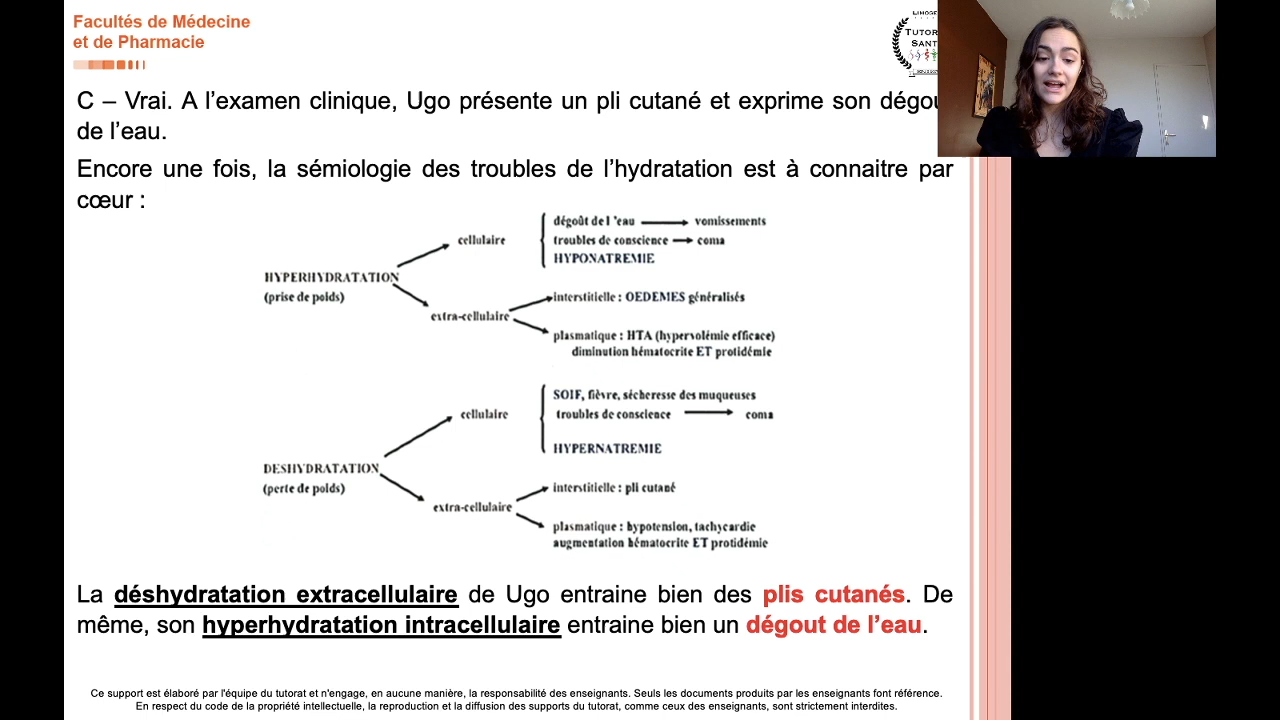 Facultés de Médecine
et de Pharmacie
LIMOGES
TUTOR
SANT
C – Vrai. A l’examen clinique, Ugo présente un pli cutané et exprime son dégou
de l’eau.
Encore une fois, la sémiologie des troubles de l’hydratation est à connaitre par
cœur :
dégoût de l 'eau vomissements
cellulaire troubles de conscience coma
HYPONATREMIE
HYPERHYDRATATION
(prise de poids) interstitielle : OEDEMES généralisés
extra-cellulaire
plasmatique : HTA (hypervolémie efficace)
diminution hématocrite ET protidémie
SOIF, fièvre, sécheresse des muqueuses
cellulaire troubles de conscience coma
HYPERNATREMIE
DESHYDRATATION
(perte de poids) interstitielle : pli cutané
extra-cellulaire
plasmatique : hypotension, tachycardie
augmentation hématocrite ET protidémie
La déshydratation extracellulaire de Ugo entraine bien des plis cutanés. De
même, son hyperhydratation intracellulaire entraine bien un dégout de l’eau.
Ce support est élaboré par l'équipe du tutorat et n'engage, en aucune manière, la responsabilité des enseignants. Seuls les documents produits par les enseignants font référence.
En respect du code de la propriété intellectuelle, la reproduction et la diffusion des supports du tutorat, comme ceux des enseignants, sont strictement interdites.